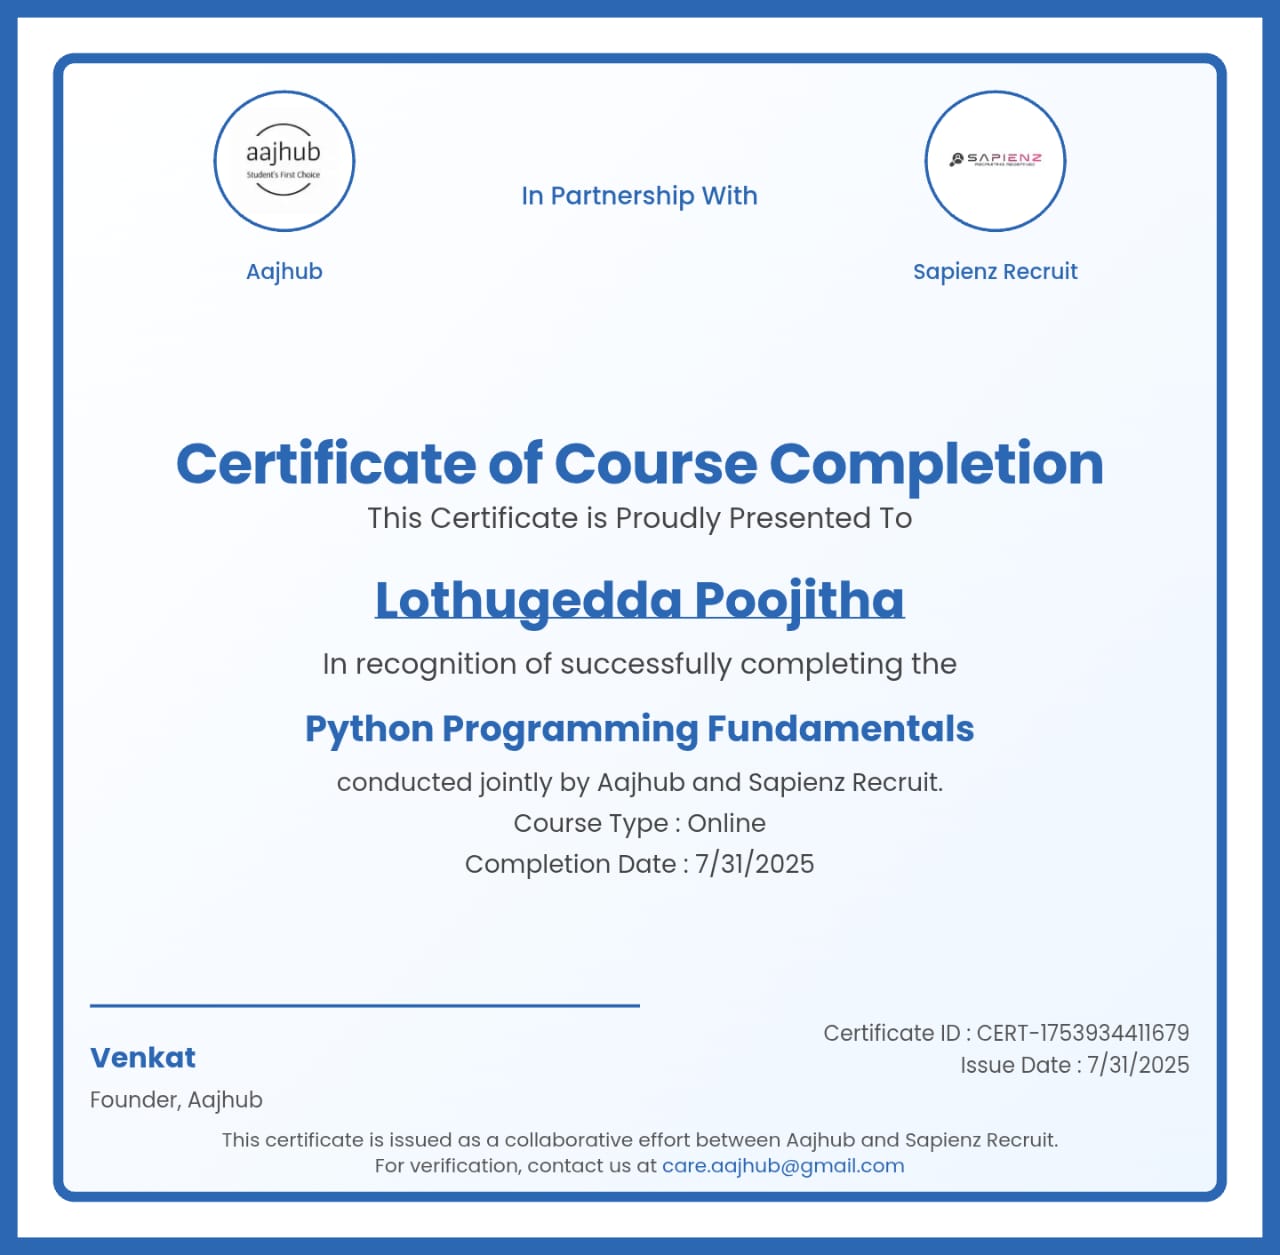 aajhub
Student's First Choice
SAPIENZ
In Partnership With
Aajhub
Sapienz Recruit
Certificate of Course Completion
This Certificate is Proudly Presented To
Lothugedda Poojitha
In recognition of successfully completing the
Python Programming Fundamentals
conducted jointly by Aajhub and Sapienz Recruit.
Course Type : Online
Completion Date : 7/31/2025
Certificate ID : CERT-1753934411679
Issue Date : 7/31/2025
Venkat
Founder, Aajhub
This certificate is issued as a collaborative effort between Aajhub and Sapienz Recruit.
For verification, contact us at care.aajhub@gmail.com